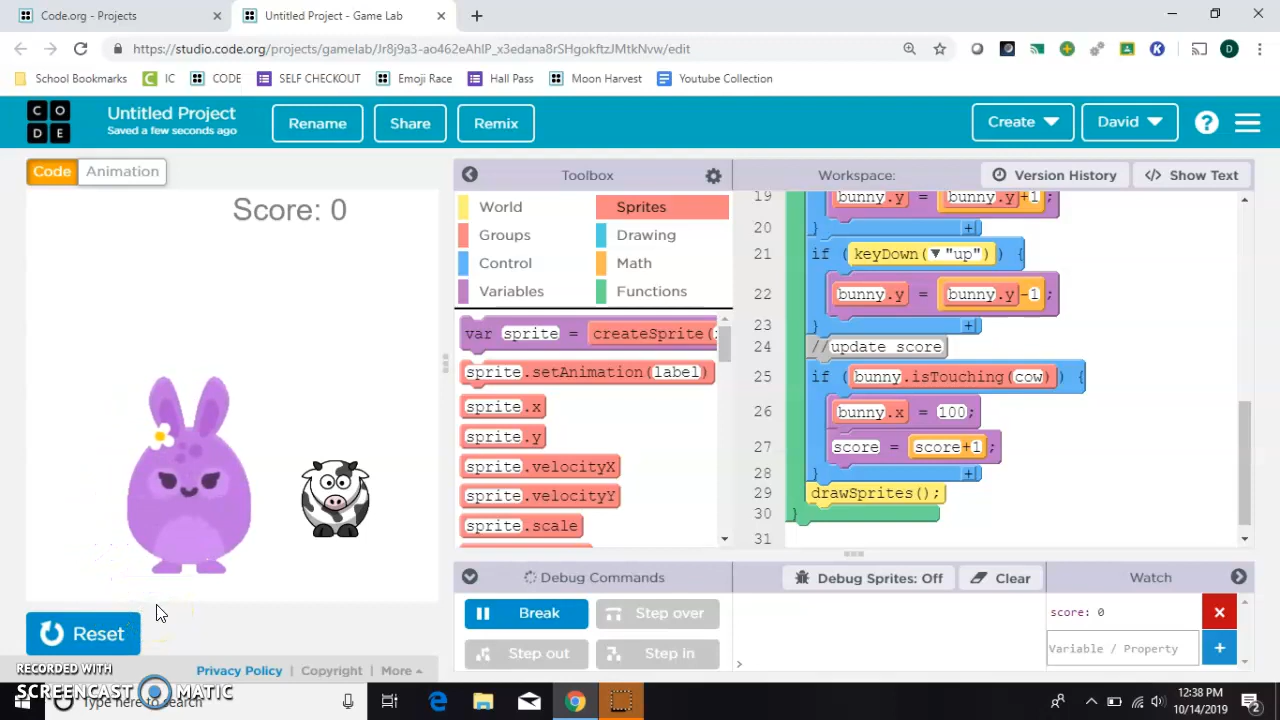 Code.org - Projects
Untitled Project - Game Lab
https://studio.code.org/projects/gamelab/Jr8j9a3-ao462eAhIP_x3edana8rSHgokftzJMtkNvw/edit
School Bookmarks
IC
CODE
SELF CHECKOUT
Emoji Race
Hall Pass
Moon Harvest
Youtube Collection
C O D E
Untitled Project
Saved a few seconds ago
Rename
Share
Remix
Create
David
?
Code
Animation
Toolbox
Workspace:
Version History
</> Show Text
Score: 0
World
Sprites
Groups
Drawing
Control
Math
Variables
Functions
var sprite = createSprite(
sprite.setAnimation(label)
sprite.x
sprite.y
sprite.velocityX
sprite.velocityY
sprite.scale
19 bunny.y = bunny.y+1;
20 }
21 if (keyDown("up")) {
22 bunny.y = bunny.y-1;
23 }
24 //update score
25 if (bunny.isTouching(cow)) {
26 bunny.x = 100;
27 score = score+1;
28 }
29 drawSprites();
30 }
31
Debug Commands
Debug Sprites: Off
Clear
Watch
Break
Step over
Step out
Step in
>
score: 0
Variable / Property
Reset
Privacy Policy
Copyright
More
RECORDED WITH
SCREENCAST MATIC
Type here to search
12:38 PM
10/14/2019
2